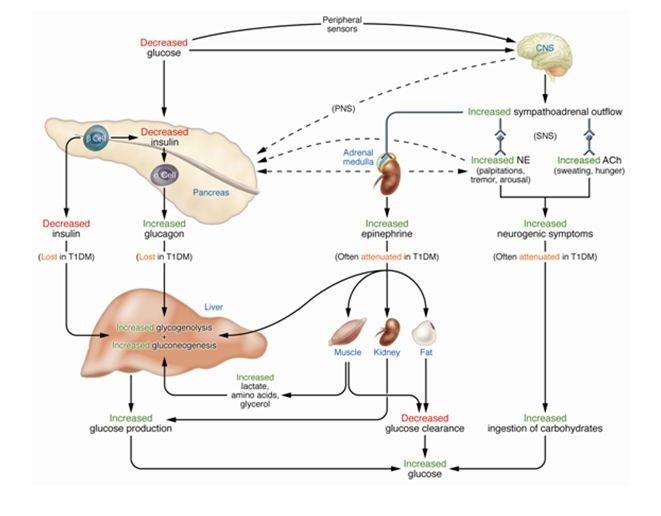 Peripheral
sensors
Decreased
glucose
CNS
(PNS)
Increased sympathoadrenal outflow
(SNS)
β Cell
Decreased
insulin
α Cell
Pancreas
Adrenal
medulla
Increased NE
(palpitations,
tremor, arousal)
Increased ACh
(sweating, hunger)
Decreased
insulin
(Lost in T1DM)
Increased
glucagon
(Lost in T1DM)
Increased
epinephrine
(Often attenuated in T1DM)
Increased
neurogenic symptoms
(Often attenuated in T1DM)
Liver
Increased glycogenolysis
+
Increased gluconeogenesis
Muscle
Kidney
Fat
Increased
lactate,
amino acids,
glycerol
Increased
glucose production
Decreased
glucose clearance
Increased
ingestion of carbohydrates
Increased
glucose